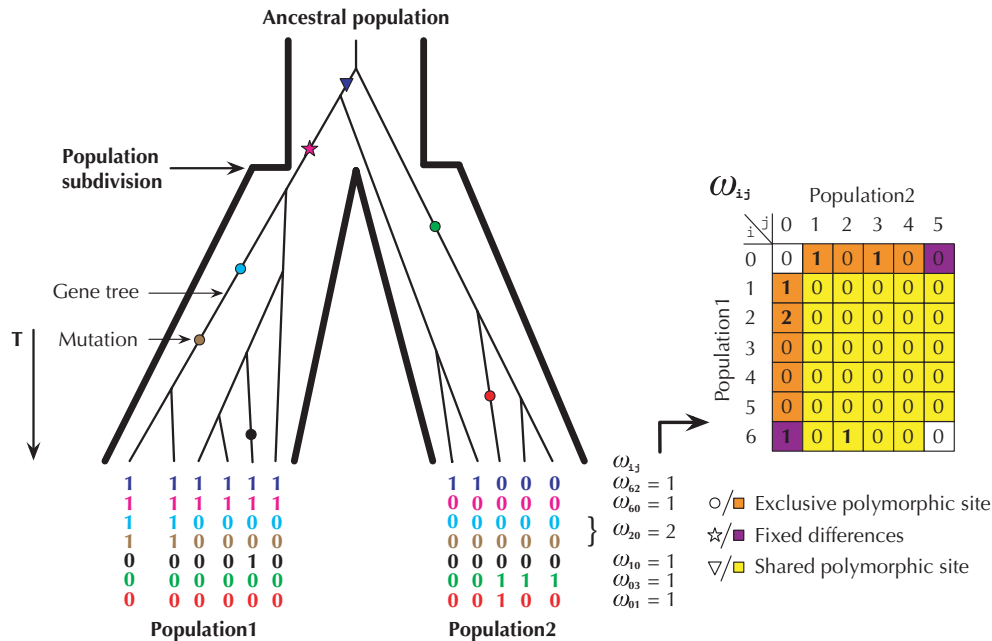 Ancestral population
Population
subdivision
Gene tree
Mutation
T
1 1 1 1 1 1 1 1 0 0 0
1 1 1 1 1 1 0 0 0 0 0
1 1 0 0 0 0 0 0 0 0 0
1 1 0 0 0 0 0 0 0 0 0
0 0 0 0 1 0 0 0 0 0 0
0 0 0 0 0 0 0 0 1 1 1
0 0 0 0 0 0 0 0 1 0 0
Population1 Population2
ωij
ω62 = 1
ω60 = 1
} ω20 = 2
ω10 = 1
ω03 = 1
ω01 = 1
ωij
Population2
i j 0 1 2 3 4 5
Population1
0 0 1 0 1 0 0
1 1 0 0 0 0 0
2 2 0 0 0 0 0
3 0 0 0 0 0 0
4 0 0 0 0 0 0
5 0 0 0 0 0 0
6 1 0 1 0 0 0
/ Exclusive polymorphic site
/ Fixed differences
/ Shared polymorphic site